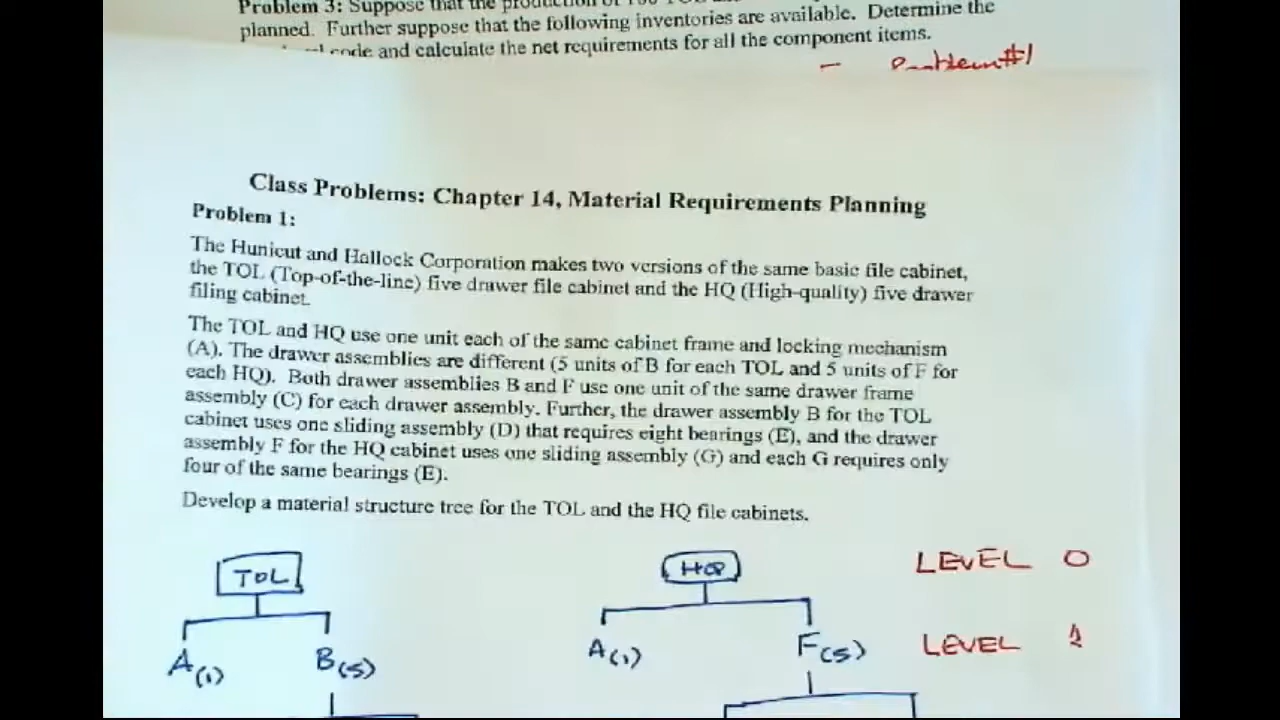 Problem 3: Suppose that the production of 100 TOL
planned. Further suppose that the following inventories are available. Determine the
code and calculate the net requirements for all the component items.
- Problem #1
Class Problems: Chapter 14, Material Requirements Planning
Problem 1:
The Hunicut and Hallock Corporation makes two versions of the same basic file cabinet,
the TOL (Top-of-the-line) five drawer file cabinet and the HQ (High-quality) five drawer
filing cabinet.
The TOL and HQ use one unit each of the same cabinet frame and locking mechanism
(A). The drawer assemblies are different (5 units of B for each TOL and 5 units of F for
each HQ). Both drawer assemblies B and F use one unit of the same drawer frame
assembly (C) for each drawer assembly. Further, the drawer assembly B for the TOL
cabinet uses one sliding assembly (D) that requires eight bearings (E), and the drawer
assembly F for the HQ cabinet uses one sliding assembly (G) and each G requires only
four of the same bearings (E).
Develop a material structure tree for the TOL and the HQ file cabinets.
TOL HQ LEVEL 0
A(1) B(5) A(1) F(5) LEVEL 1